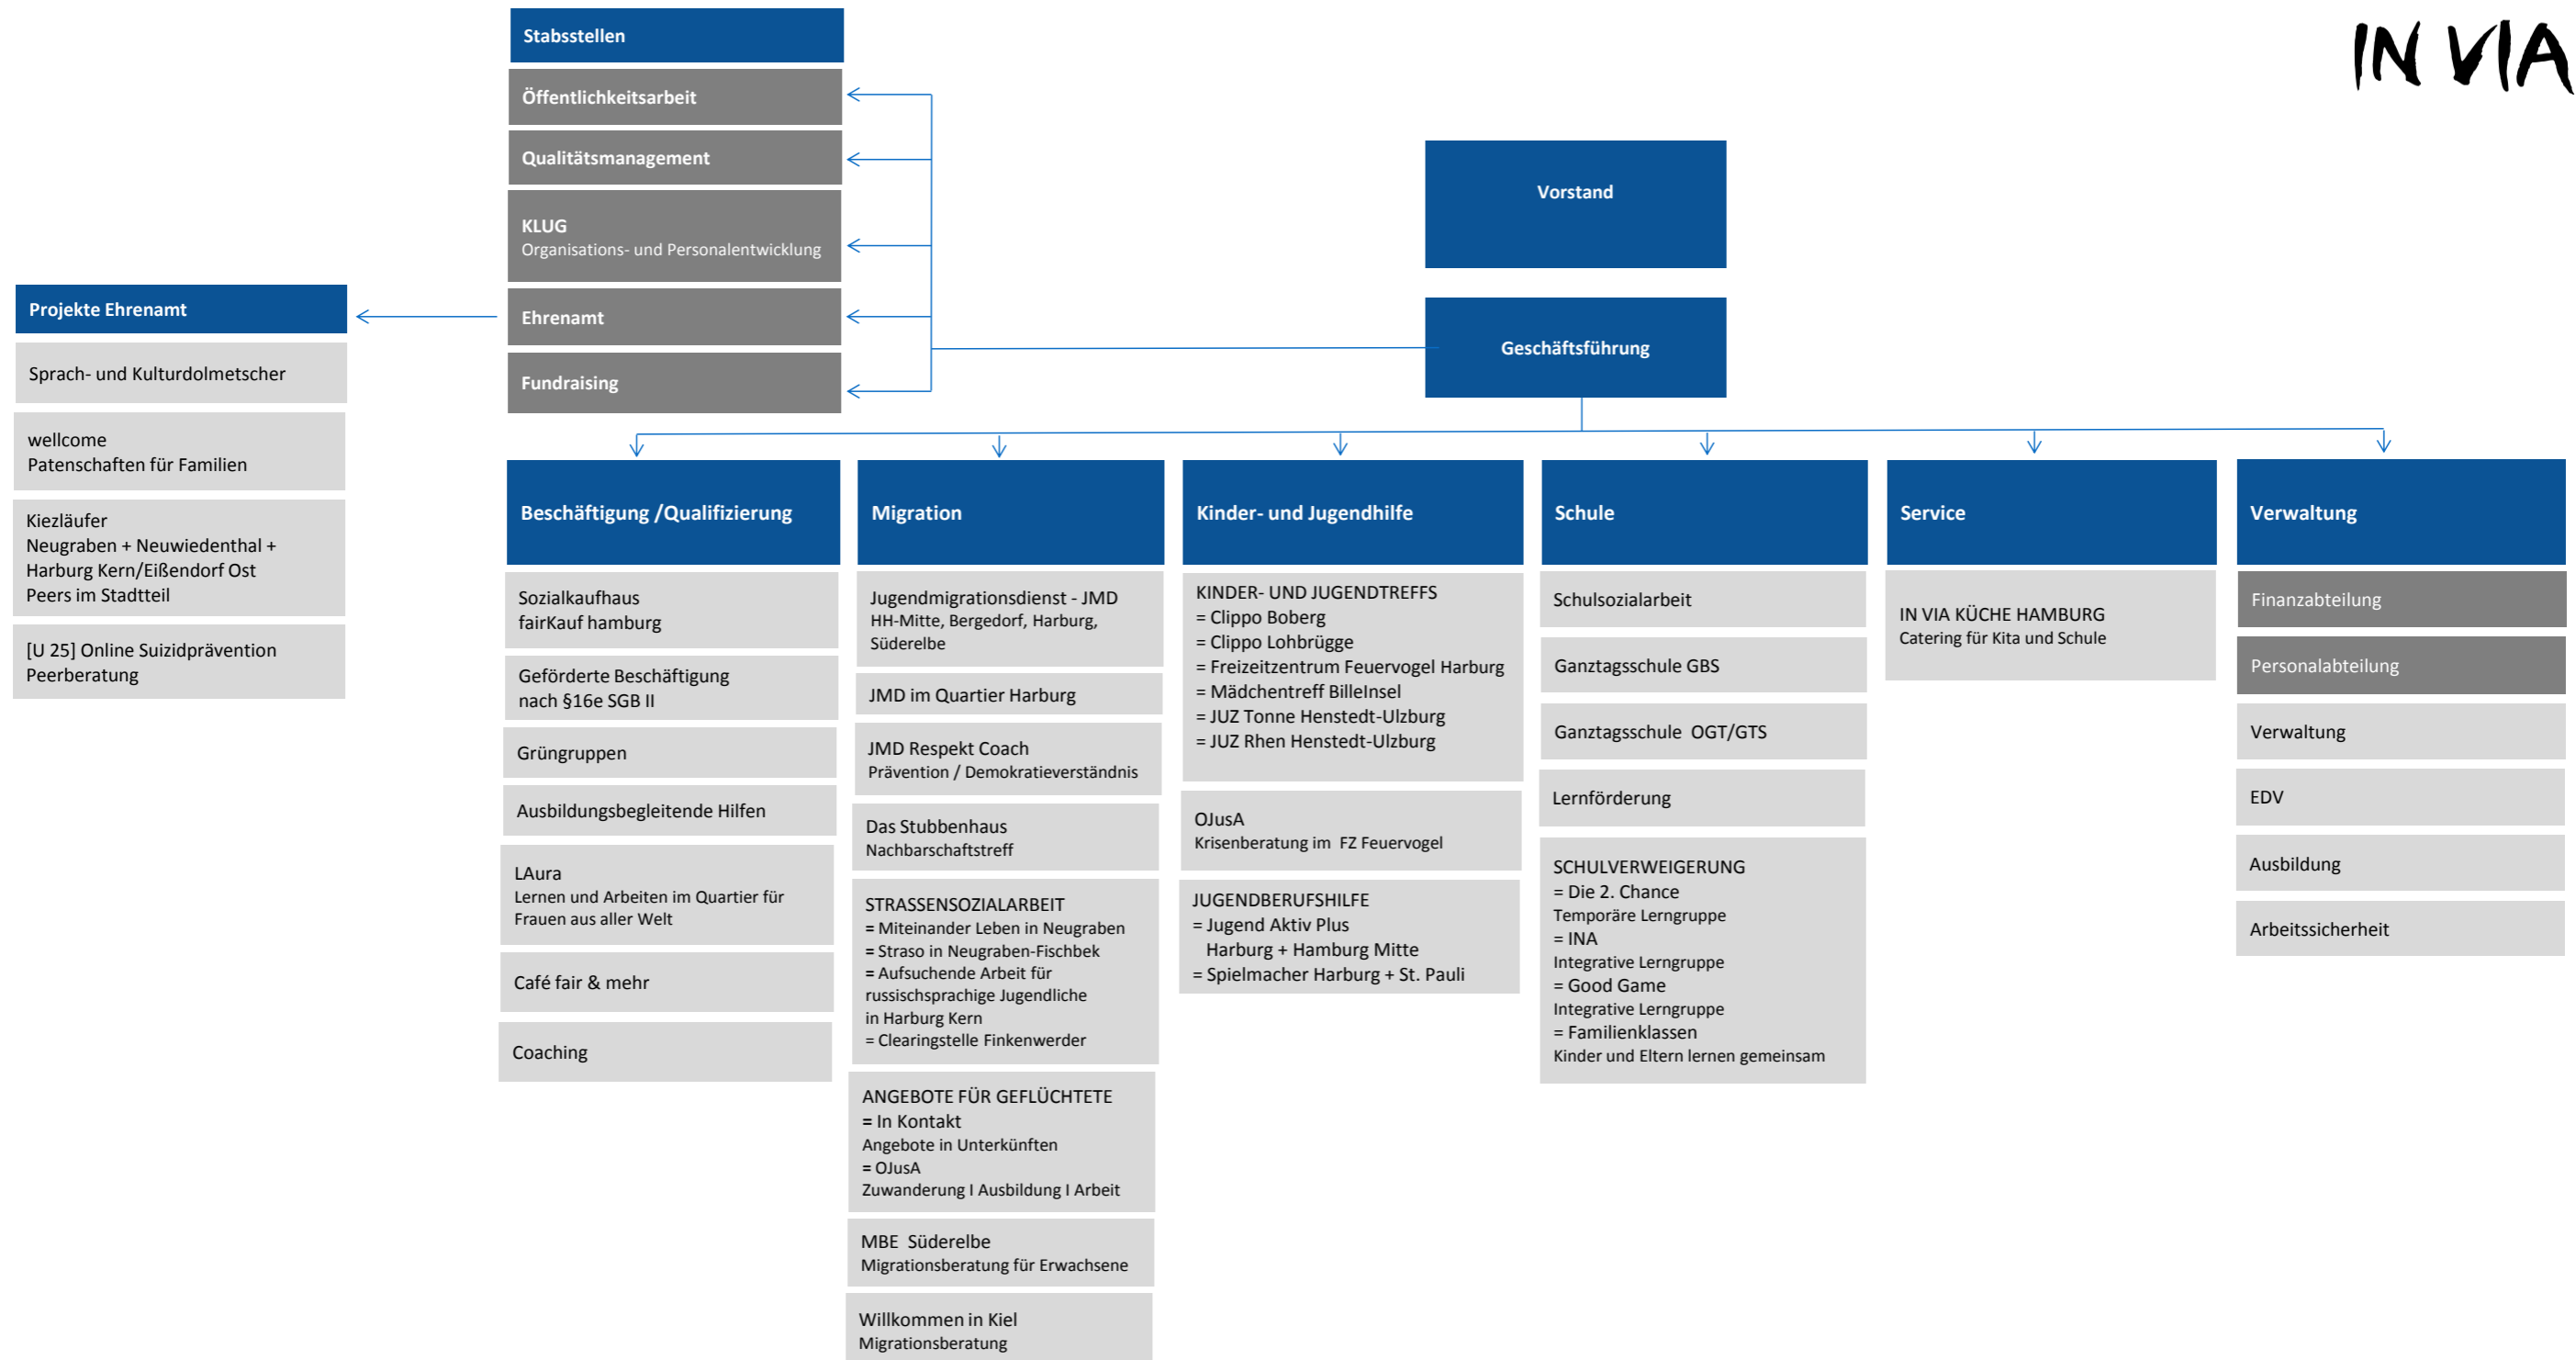 IN VIA
Stabsstellen
Öffentlichkeitsarbeit
Qualitätsmanagement
KLUG
Organisations- und Personalentwicklung
Ehrenamt
Fundraising
Vorstand
Geschäftsführung
Projekte Ehrenamt
Sprach- und Kulturdolmetscher
wellcome
Patenschaften für Familien
Kiezläufer
Neugraben + Neuwiedenthal +
Harburg Kern/Eißendorf Ost
Peers im Stadtteil
[U 25] Online Suizidprävention
Peerberatung
Beschäftigung /Qualifizierung
Sozialkaufhaus
fairKauf hamburg
Geförderte Beschäftigung
nach §16e SGB II
Grüngruppen
Ausbildungsbegleitende Hilfen
LAura
Lernen und Arbeiten im Quartier für
Frauen aus aller Welt
Café fair & mehr
Coaching
Migration
Jugendmigrationsdienst - JMD
HH-Mitte, Bergedorf, Harburg,
Süderelbe
JMD im Quartier Harburg
JMD Respekt Coach
Prävention / Demokratieverständnis
Das Stubbenhaus
Nachbarschaftstreff
STRASSENSOZIALARBEIT
= Miteinander Leben in Neugraben
= Straso in Neugraben-Fischbek
= Aufsuchende Arbeit für
russischsprachige Jugendliche
in Harburg Kern
= Clearingstelle Finkenwerder
ANGEBOTE FÜR GEFLÜCHTETE
= In Kontakt
Angebote in Unterkünften
= OJusA
Zuwanderung I Ausbildung I Arbeit
MBE Süderelbe
Migrationsberatung für Erwachsene
Willkommen in Kiel
Migrationsberatung
Kinder- und Jugendhilfe
KINDER- UND JUGENDTREFFS
= Clippo Boberg
= Clippo Lohbrügge
= Freizeitzentrum Feuervogel Harburg
= Mädchentreff BilleInsel
= JUZ Tonne Henstedt-Ulzburg
= JUZ Rhen Henstedt-Ulzburg
OJusA
Krisenberatung im FZ Feuervogel
JUGENDBERUFSHILFE
= Jugend Aktiv Plus
Harburg + Hamburg Mitte
= Spielmacher Harburg + St. Pauli
Schule
Schulsozialarbeit
Ganztagsschule GBS
Ganztagsschule OGT/GTS
Lernförderung
SCHULVERWEIGERUNG
= Die 2. Chance
Temporäre Lerngruppe
= INA
Integrative Lerngruppe
= Good Game
Integrative Lerngruppe
= Familienklassen
Kinder und Eltern lernen gemeinsam
Service
IN VIA KÜCHE HAMBURG
Catering für Kita und Schule
Verwaltung
Finanzabteilung
Personalabteilung
Verwaltung
EDV
Ausbildung
Arbeitssicherheit